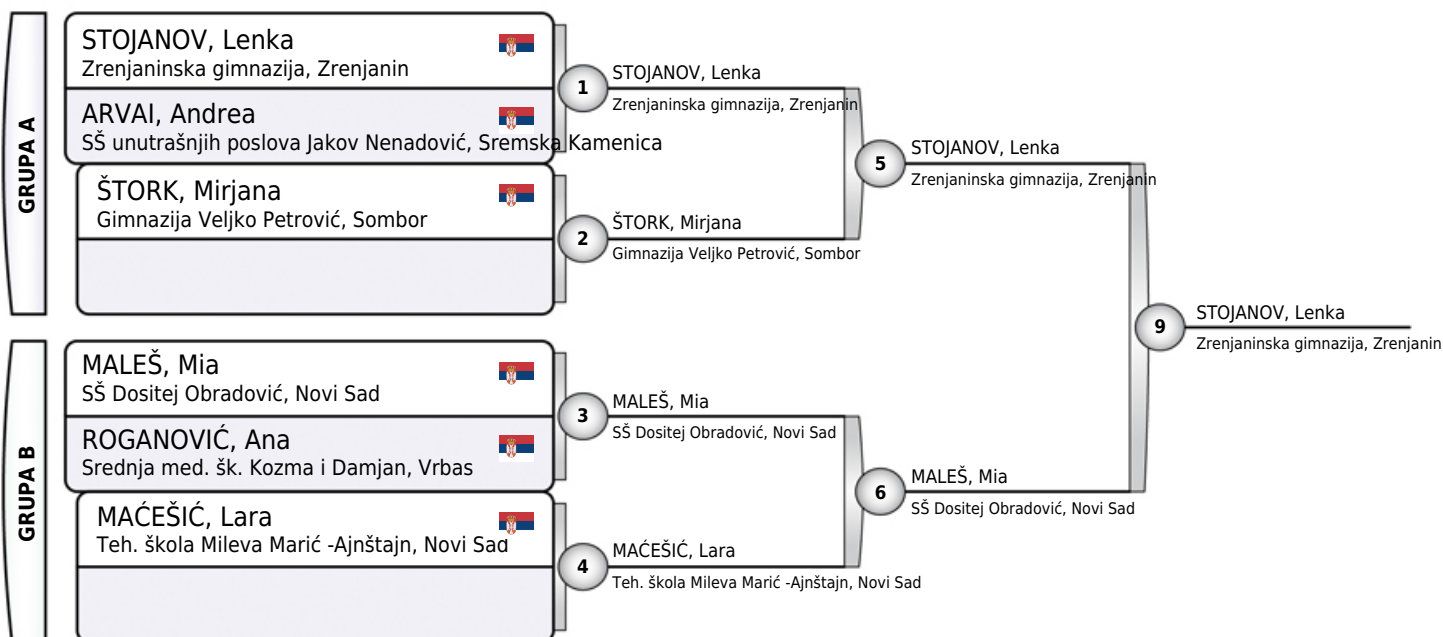 GRUPA A
STOJANOV, Lenka
Zrenjaninska gimnazija, Zrenjanin
ARVAI, Andrea
SŠ unutrašnjih poslova Jakov Nenadović, Sremska Kamenica
ŠTORK, Mirjana
Gimnazija Veljko Petrović, Sombor
1
STOJANOV, Lenka
Zrenjaninska gimnazija, Zrenjanin
2
ŠTORK, Mirjana
Gimnazija Veljko Petrović, Sombor
5
STOJANOV, Lenka
Zrenjaninska gimnazija, Zrenjanin
GRUPA B
MALEŠ, Mia
SŠ Dositej Obradović, Novi Sad
ROGANOVIĆ, Ana
Srednja med. šk. Kozma i Damjan, Vrbas
MAĆEŠIĆ, Lara
Teh. škola Mileva Marić -Ajnštajn, Novi Sad
3
MALEŠ, Mia
SŠ Dositej Obradović, Novi Sad
4
MAĆEŠIĆ, Lara
Teh. škola Mileva Marić -Ajnštajn, Novi Sad
6
MALEŠ, Mia
SŠ Dositej Obradović, Novi Sad
9
STOJANOV, Lenka
Zrenjaninska gimnazija, Zrenjanin